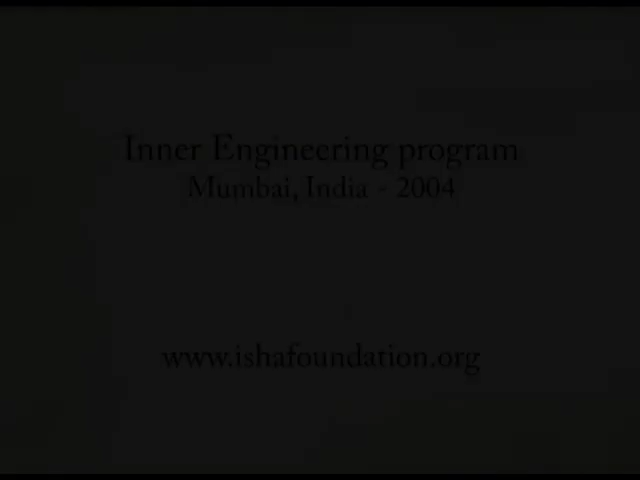 Inner Engineering program
Mumbai, India - 2004
www.ishafoundation.org